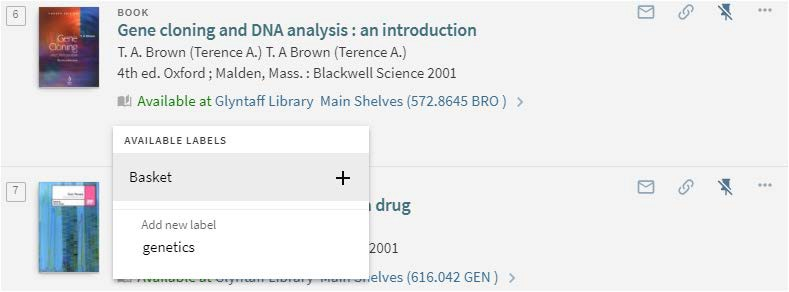 6
BOOK
Gene cloning and DNA analysis : an introduction
T. A. Brown (Terence A.) T. A Brown (Terence A.)
4th ed. Oxford ; Malden, Mass. : Blackwell Science 2001
Available at Glyntaff Library Main Shelves (572.8645 BRO )
Gene
Cloning
AVAILABLE LABELS
Basket
Add new label
genetics
7
drug
2001
Available at Glyntaff Library Main Shelves (616.042 GEN )